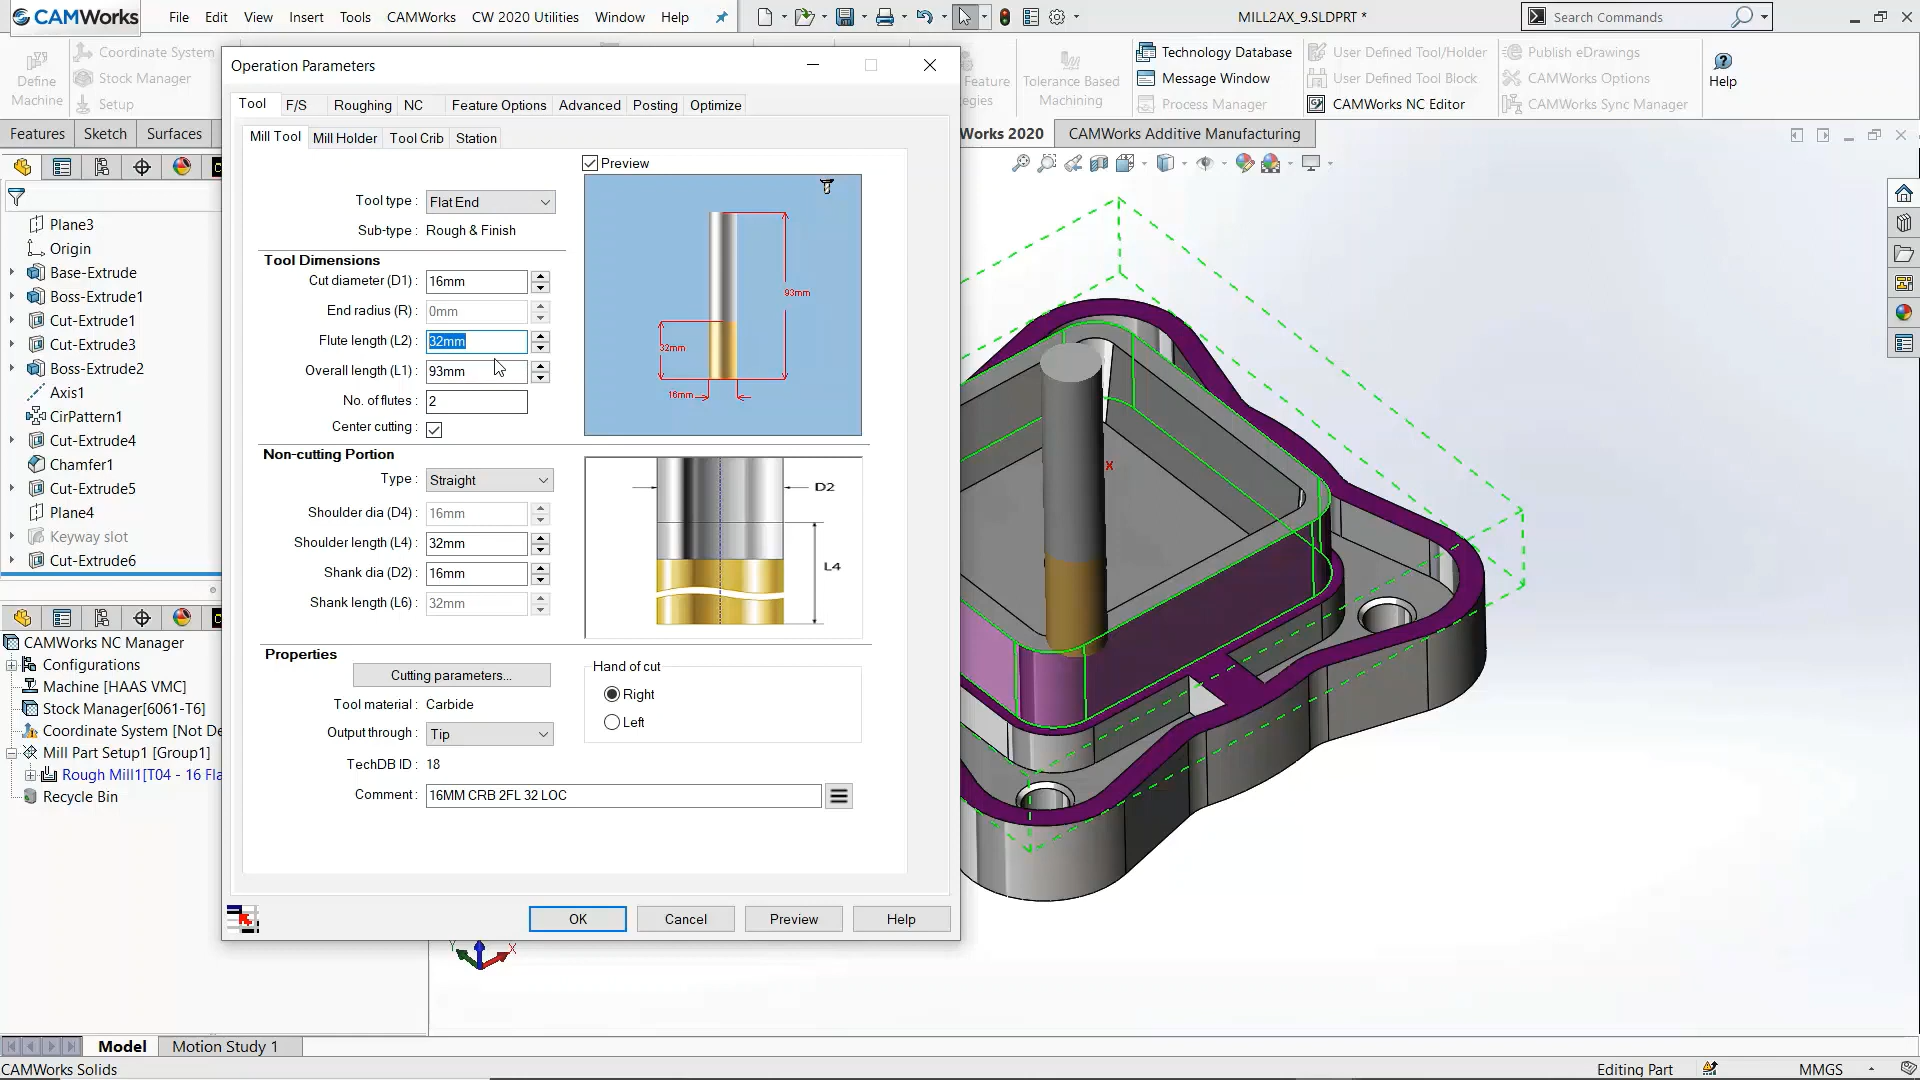 CAMWorks File Edit View Insert Tools CAMWorks CW 2020 Utilities Window Help MILL2AX_9.SLDPRT * Search Commands
Define Machine
Coordinate System
Stock Manager
Setup
Feature
egies
Tolerance Based Machining
Technology Database
Message Window
Process Manager
User Defined Tool/Holder
User Defined Tool Block
CAMWorks NC Editor
Publish eDrawings
CAMWorks Options
CAMWorks Sync Manager
Help
Features Sketch Surfaces
Works 2020 CAMWorks Additive Manufacturing
Plane3
Origin
Base-Extrude
Boss-Extrude1
Cut-Extrude1
Cut-Extrude3
Boss-Extrude2
Axis1
CirPattern1
Cut-Extrude4
Chamfer1
Cut-Extrude5
Plane4
Keyway slot
Cut-Extrude6
CAMWorks NC Manager
Configurations
Machine [HAAS VMC]
Stock Manager[6061-T6]
Coordinate System [Not De
Mill Part Setup1 [Group1]
Rough Mill1[T04 - 16 Fla
Recycle Bin
Operation Parameters
Tool F/S Roughing NC Feature Options Advanced Posting Optimize
Mill Tool Mill Holder Tool Crib Station
Preview
Tool type : Flat End
Sub-type : Rough & Finish
Tool Dimensions
Cut diameter (D1) : 16mm
End radius (R) : 0mm
Flute length (L2) : 32mm
Overall length (L1) : 93mm
No. of flutes : 2
Center cutting :
93mm
32mm
16mm
Non-cutting Portion
Type : Straight
Shoulder dia (D4) : 16mm
Shoulder length (L4) : 32mm
Shank dia (D2) : 16mm
Shank length (L6) : 32mm
D2
L4
Properties
Cutting parameters...
Tool material : Carbide
Output through : Tip
TechDB ID : 18
Comment : 16MM CRB 2FL 32 LOC
Hand of cut
Right
Left
OK Cancel Preview Help
X
Y X
Model Motion Study 1
CAMWorks Solids Editing Part MMGS